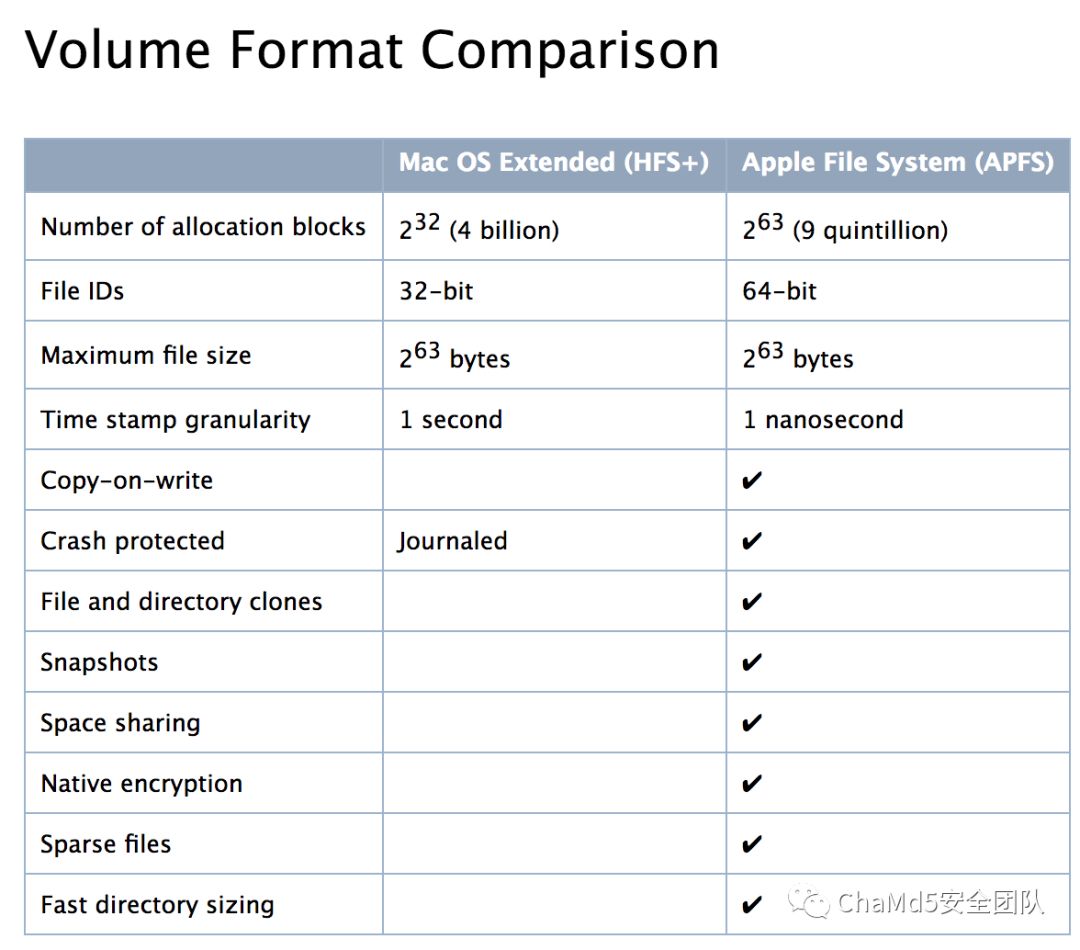 Volume Format Comparison
Mac OS Extended (HFS+) Apple File System (APFS)
Number of allocation blocks 2^32 (4 billion) 2^63 (9 quintillion)
File IDs 32-bit 64-bit
Maximum file size 2^63 bytes 2^63 bytes
Time stamp granularity 1 second 1 nanosecond
Copy-on-write ✔
Crash protected Journaled ✔
File and directory clones ✔
Snapshots ✔
Space sharing ✔
Native encryption ✔
Sparse files ✔
Fast directory sizing ✔ ChaMd5安全团队